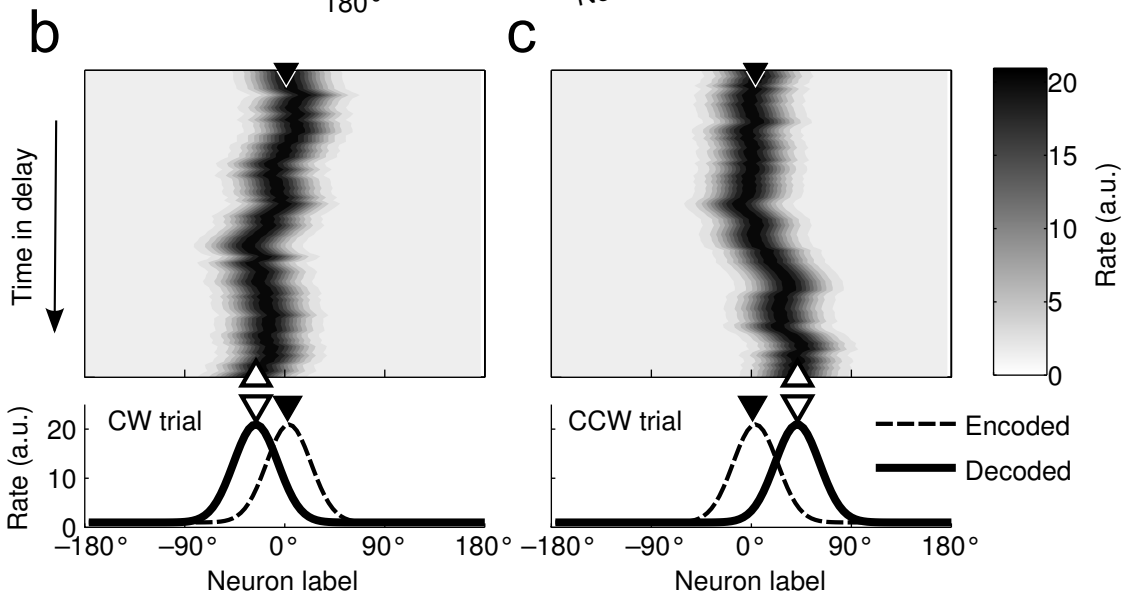 180°
b
c
Time in delay
20
15
10
5
0
Rate (a.u.)
CW trial
CCW trial
Encoded
Decoded
Rate (a.u.)
20
10
0
−180° −90° 0° 90° 180°
−180° −90° 0° 90° 180°
Neuron label
Neuron label